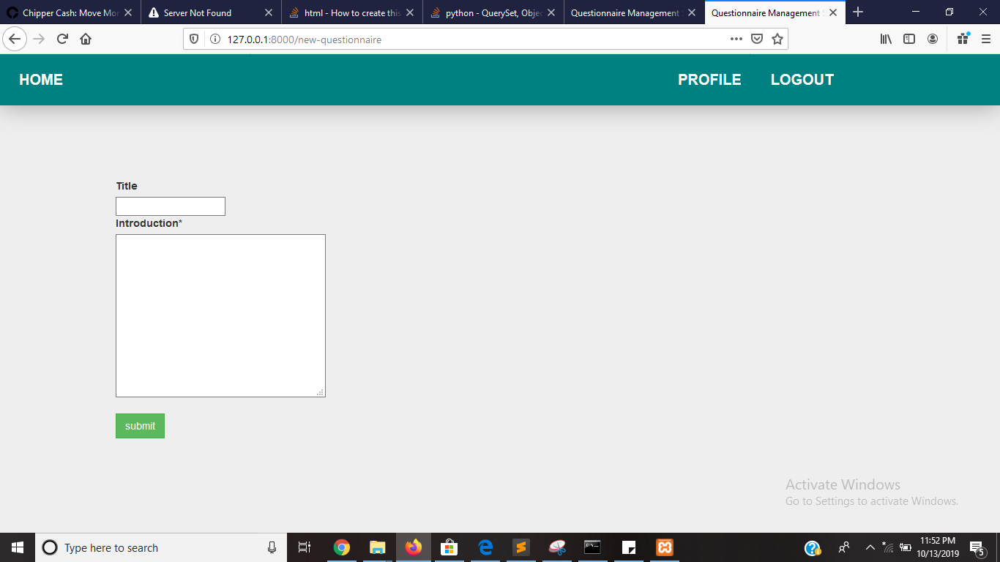 Chipper Cash: Move Mor
Server Not Found
html - How to create this
python - QuerySet, Objec
Questionnaire Management S
Questionnaire Management S
127.0.0.1:8000/new-questionnaire
HOME
PROFILE
LOGOUT
Title
Introduction*
submit
Activate Windows
Go to Settings to activate Windows.
Type here to search
11:52 PM
10/13/2019
5